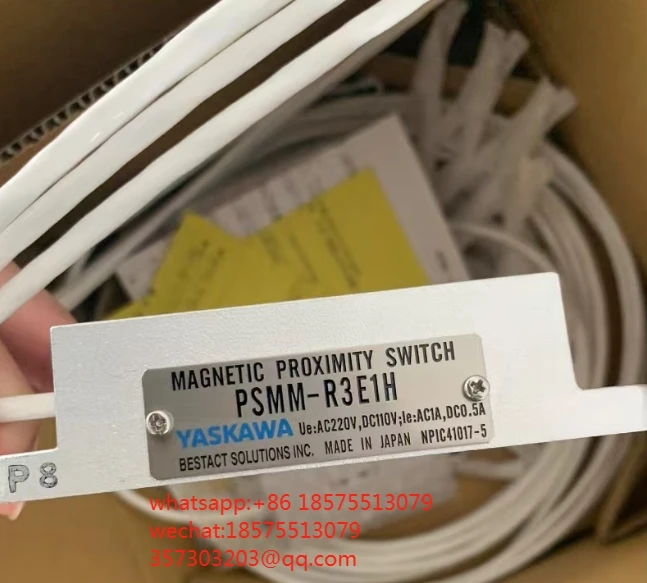 MAGNETIC PROXIMITY SWITCH
PSMM-R3E1H
YASKAWA Ue:AC220V,DC110V;Ie:AC1A,DC0.5A
BESTACT SOLUTIONS INC. MADE IN JAPAN NPIC41017-5
P8
whatsapp:+86 18575513079
wechat:18575513079
357303203@qq.com